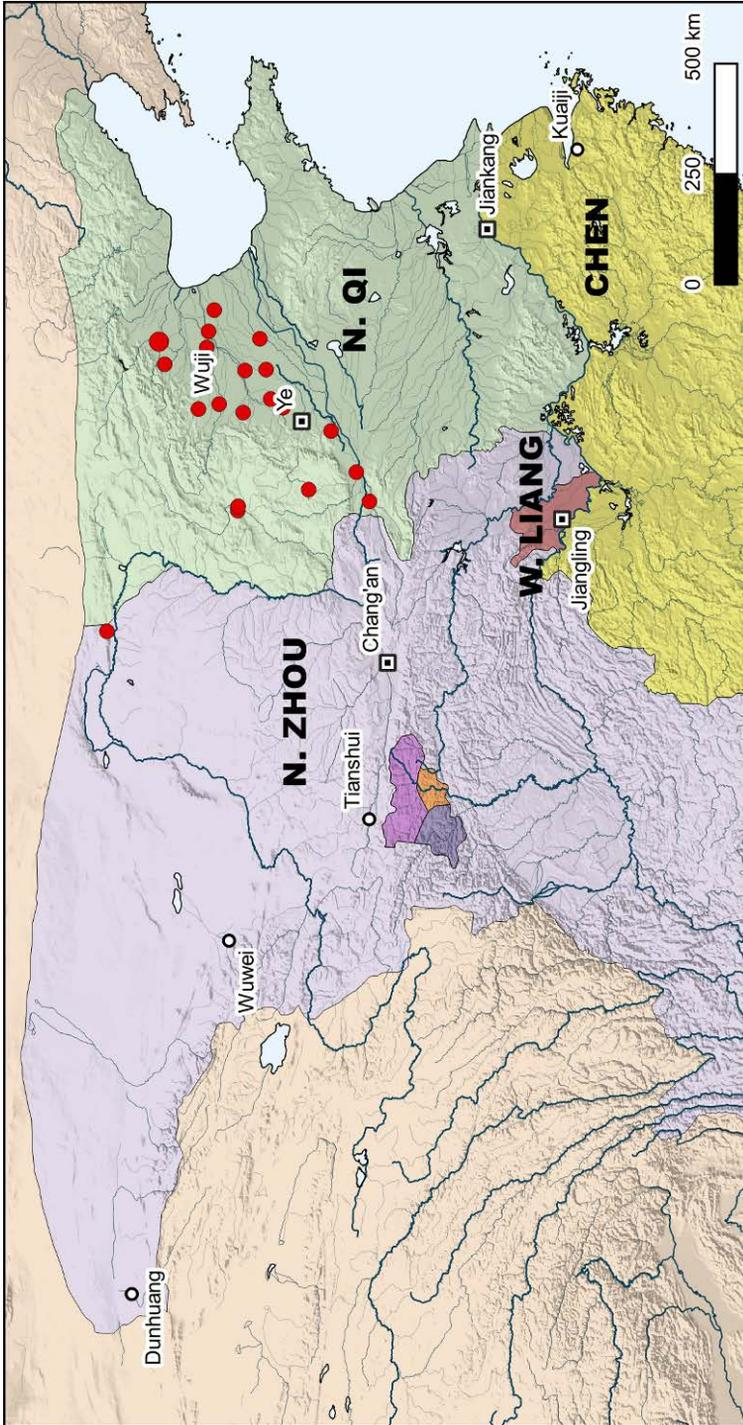 Dunhuang
Wuwei
Tianshui
N. ZHOU
Chang'an
Wuji
Ye
N. QI
W. LIANG
Jiangling
Jiankang
CHEN
Kuaiji
0 250 500 km